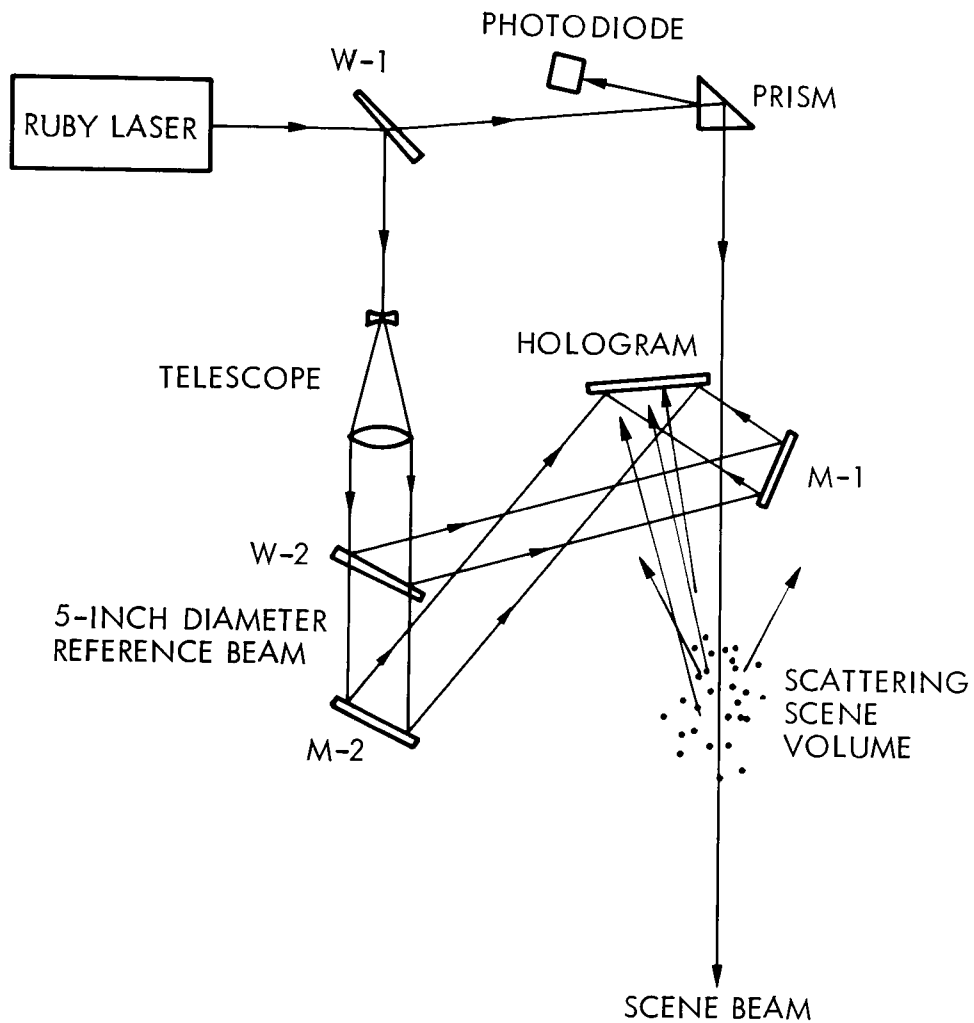 PHOTODIODE
W-1
RUBY LASER
PRISM
HOLOGRAM
TELESCOPE
M-1
W-2
5-INCH DIAMETER
REFERENCE BEAM
SCATTERING
SCENE
VOLUME
M-2
SCENE BEAM